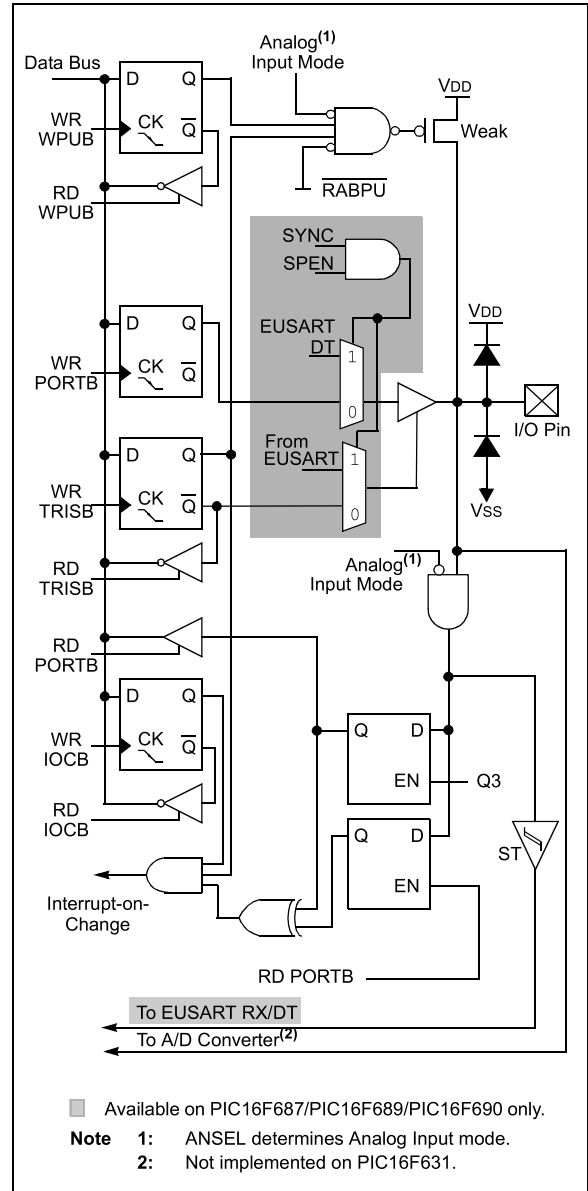 Analog(1)
Input Mode
Data Bus
D Q
WR
WPUB
CK
Q
VDD
Weak
RD
WPUB
RABPU
SYNC
SPEN
EUSART
DT
1
0
D Q
WR
PORTB
CK
Q
VDD
I/O Pin
VSS
From
EUSART
1
0
D Q
WR
TRISB
CK
Q
RD
TRISB
Analog(1)
Input Mode
RD
PORTB
D Q
WR
IOCB
CK
Q
RD
IOCB
Q D
EN
Q3
Q D
EN
ST
Interrupt-on-
Change
RD PORTB
To EUSART RX/DT
To A/D Converter(2)
Available on PIC16F687/PIC16F689/PIC16F690 only.
Note 1: ANSEL determines Analog Input mode.
2: Not implemented on PIC16F631.